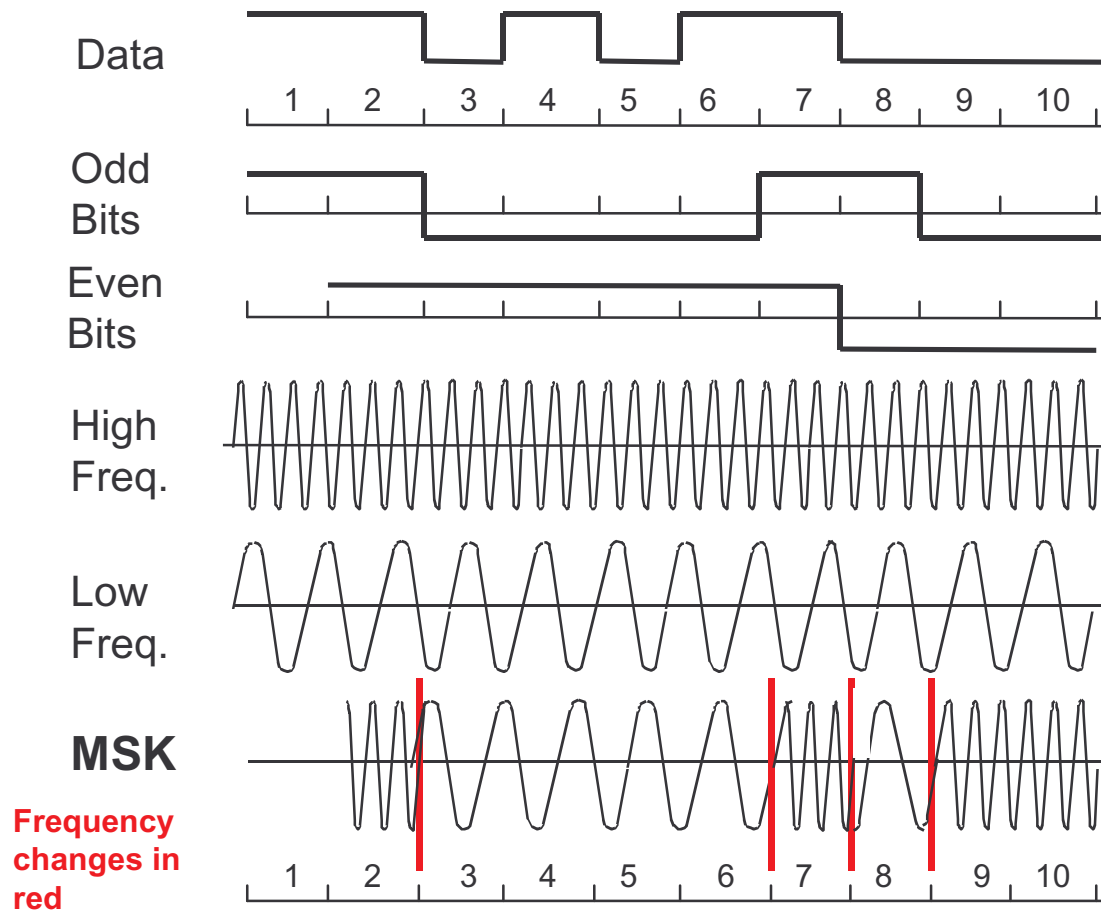 Data
1 2 3 4 5 6 7 8 9 10
Odd
Bits
Even
Bits
High
Freq.
Low
Freq.
MSK
Frequency
changes in
red
1 2 3 4 5 6 7 8 9 10